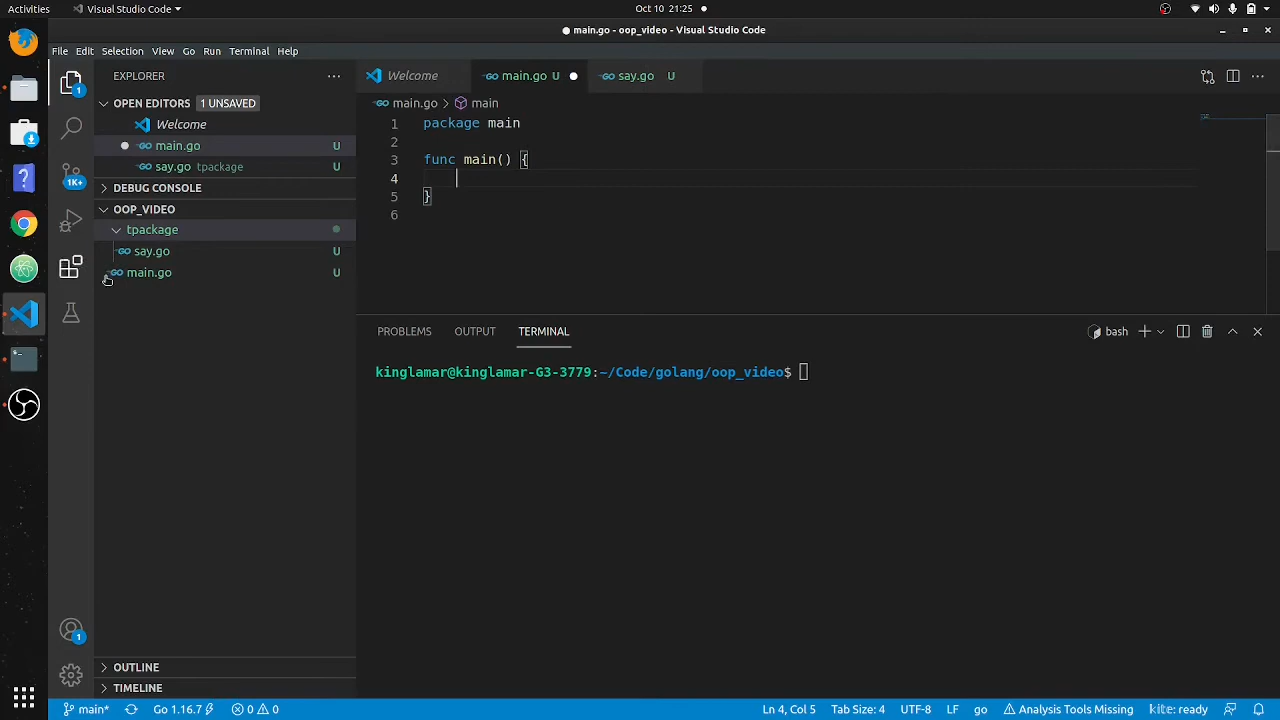 Activities
Visual Studio Code
Oct 10 21:25
main.go - oop_video - Visual Studio Code
File Edit Selection View Go Run Terminal Help
EXPLORER
OPEN EDITORS 1 UNSAVED
Welcome
main.go U
say.go tpackage U
DEBUG CONSOLE
OOP_VIDEO
tpackage
say.go U
main.go U
OUTLINE
TIMELINE
1
1K+
1
Welcome
main.go U
say.go U
main.go > main
1 package main
2
3 func main() {
4
5 }
6
PROBLEMS OUTPUT TERMINAL
bash
kinglamar@kinglamar-G3-3779:~/Code/golang/oop_video$
main* Go 1.16.7 0 0 Ln 4, Col 5 Tab Size: 4 UTF-8 LF go Analysis Tools Missing kite: ready